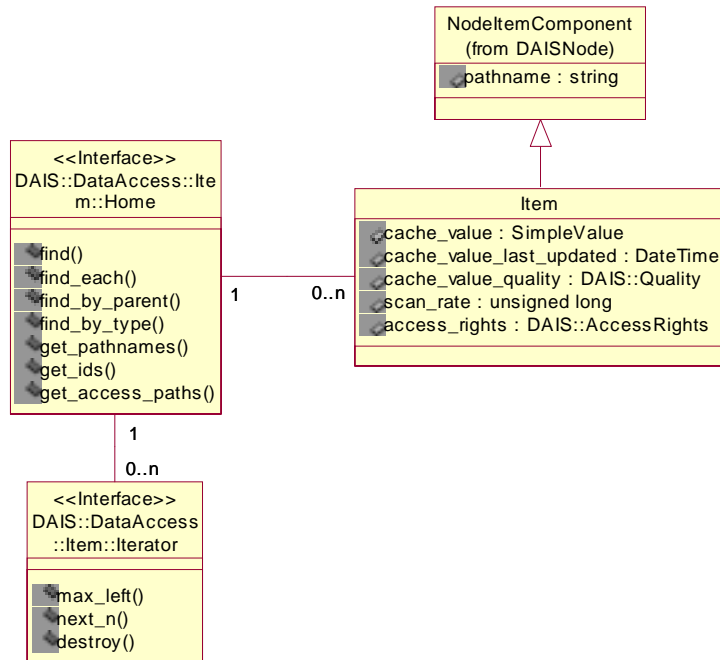 NodeItemComponent
(from DAISNode)
pathname : string
<<Interface>>
DAIS::DataAccess::Ite
m::Home
find()
find_each()
find_by_parent()
find_by_type()
get_pathnames()
get_ids()
get_access_paths()
Item
cache_value : SimpleValue
cache_value_last_updated : DateTime
cache_value_quality : DAIS::Quality
scan_rate : unsigned long
access_rights : DAIS::AccessRights
1
0..n
1
0..n
<<Interface>>
DAIS::DataAccess
::Item::Iterator
max_left()
next_n()
destroy()